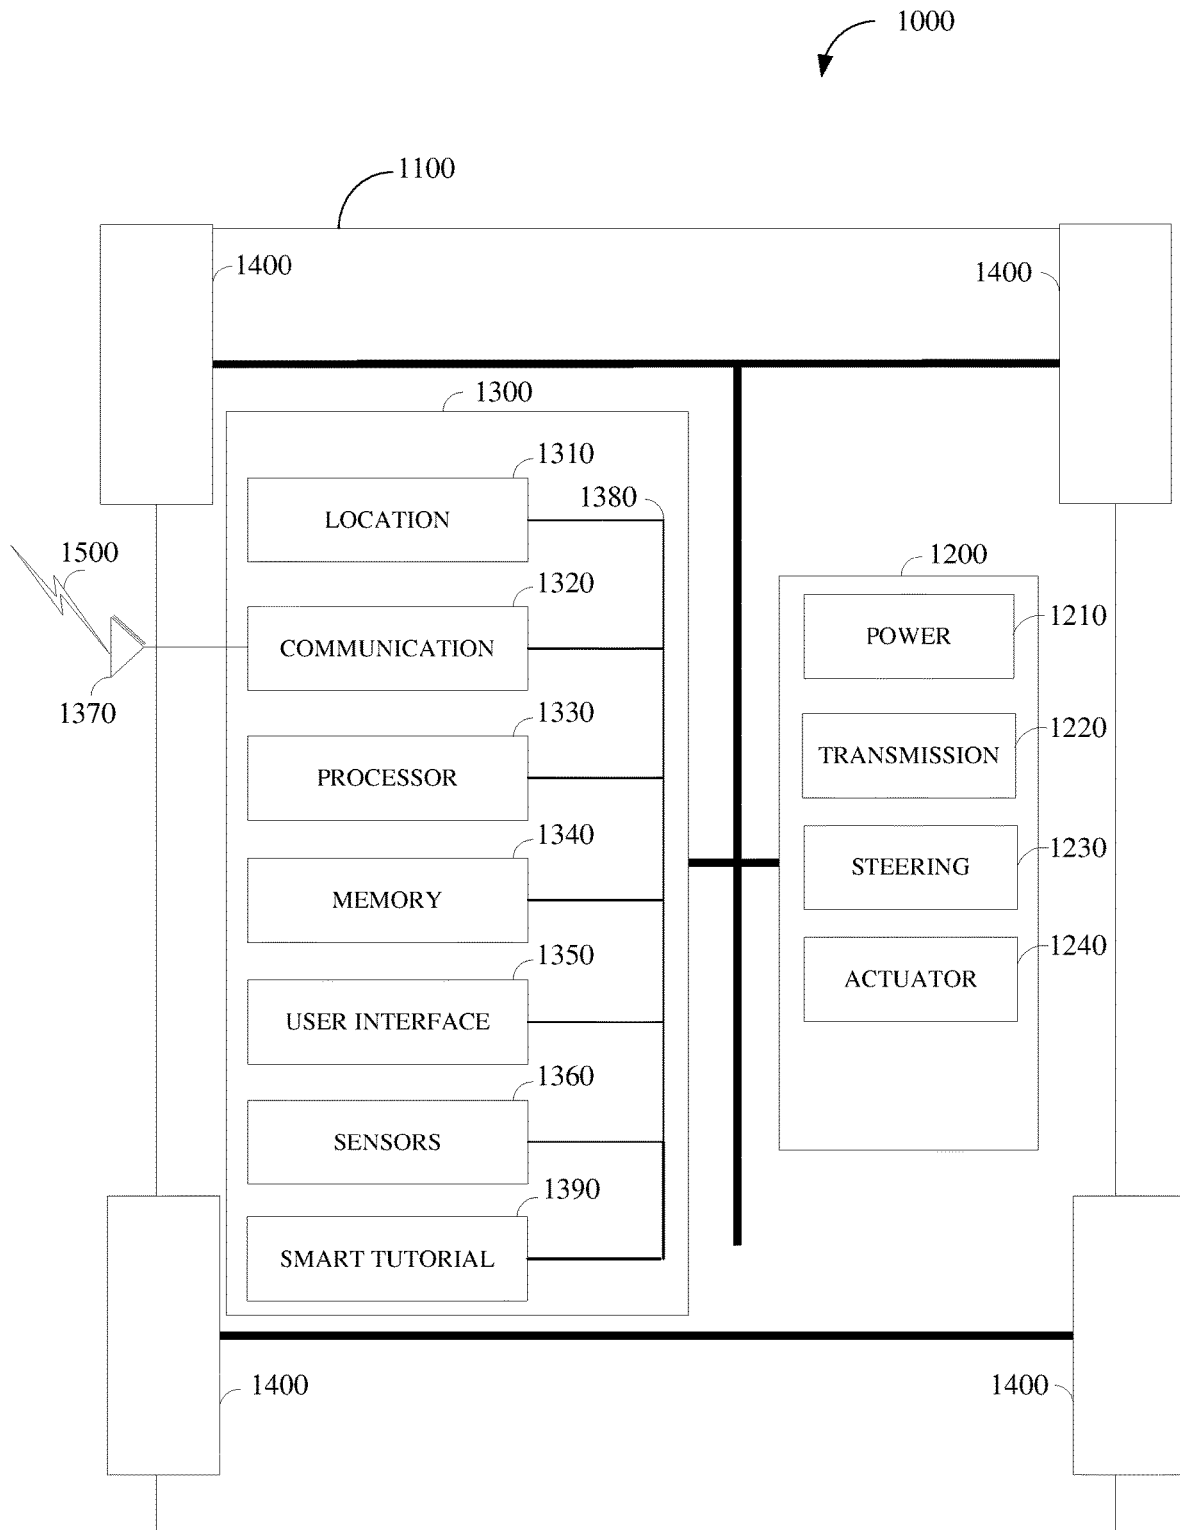 1000
1100
1400
1400
1300
1310
LOCATION
1380
1500
1320
COMMUNICATION
1370
1330
PROCESSOR
1340
MEMORY
1350
USER INTERFACE
1360
SENSORS
1390
SMART TUTORIAL
1200
POWER
1210
TRANSMISSION
1220
STEERING
1230
ACTUATOR
1240
1400
1400